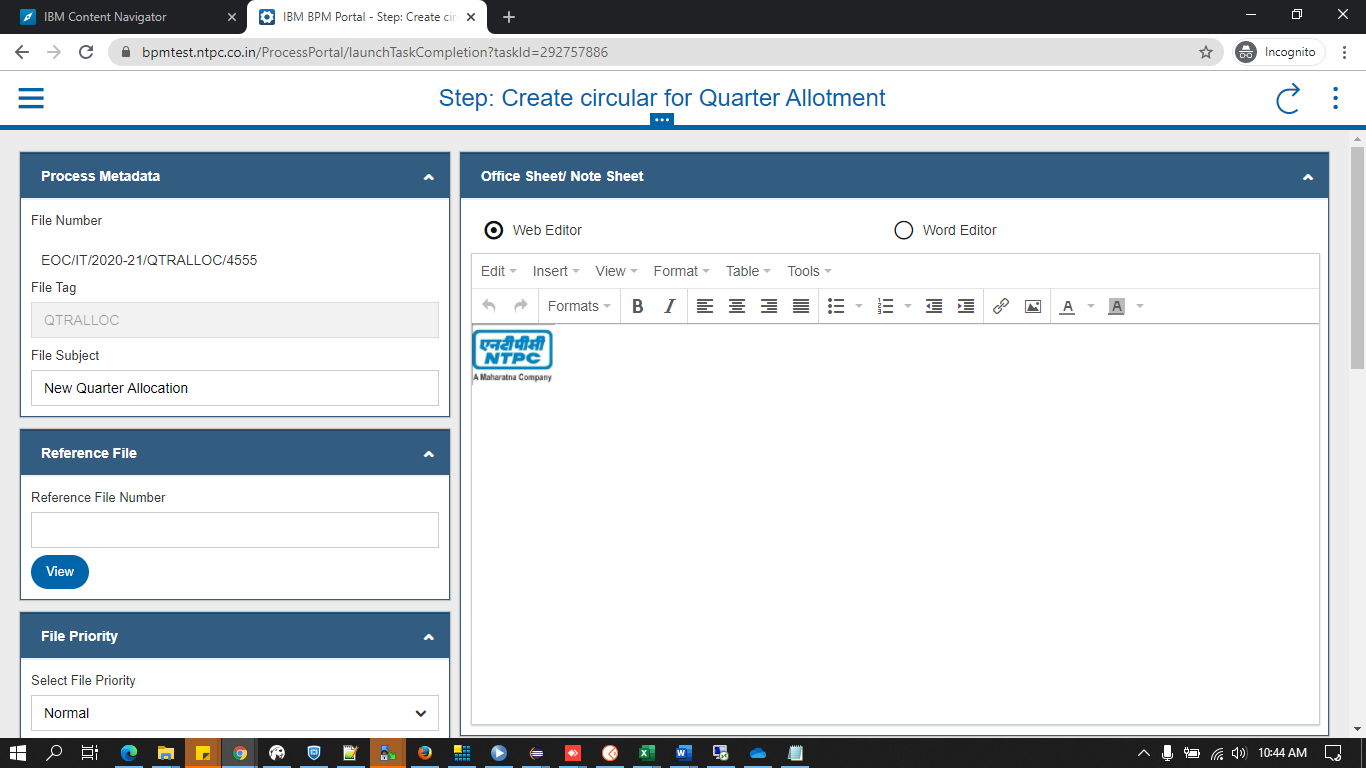 IBM Content Navigator
IBM BPM Portal - Step: Create cir
bpmtest.ntpc.co.in/ProcessPortal/launchTaskCompletion?taskId=292757886
Incognito
Step: Create circular for Quarter Allotment
Process Metadata
File Number
EOC/IT/2020-21/QTRALLOC/4555
File Tag
QTRALLOC
File Subject
New Quarter Allocation
Reference File
Reference File Number
View
File Priority
Select File Priority
Normal
Office Sheet/ Note Sheet
Web Editor
Word Editor
Edit Insert View Format Table Tools
Formats B I A A
एनटीपीसी
NTPC
A Maharatna Company
10:44 AM